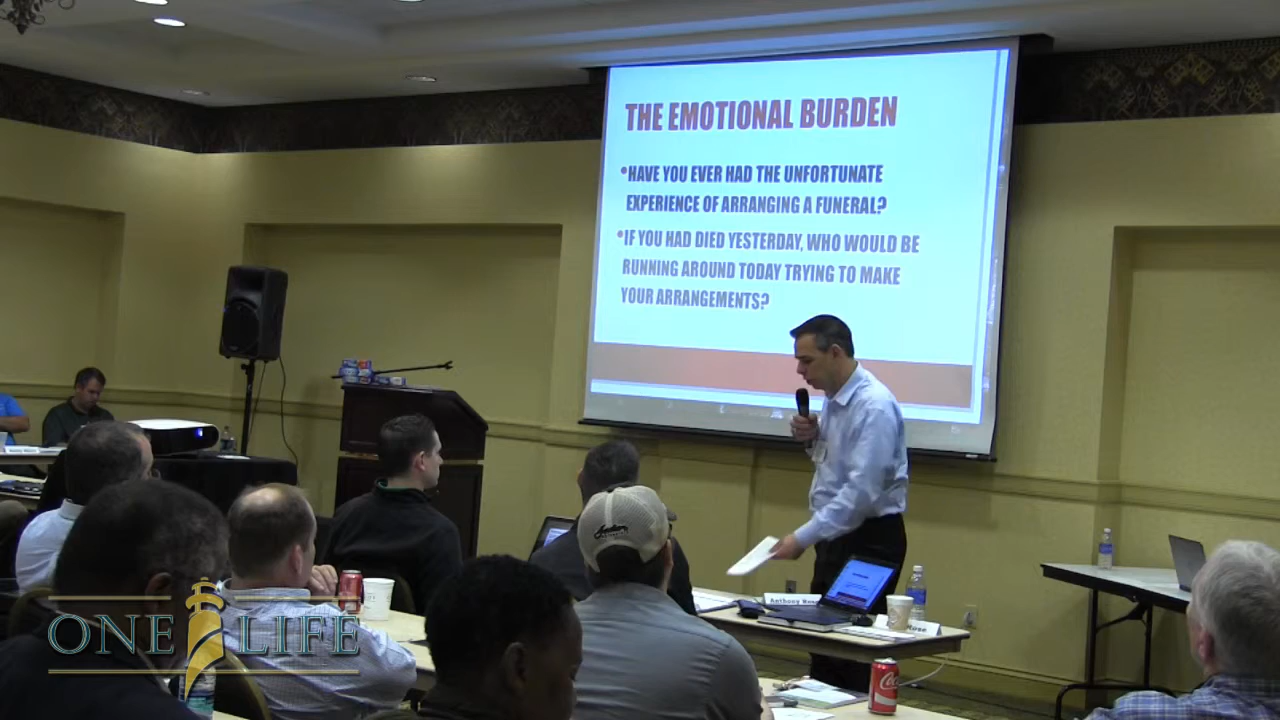 THE EMOTIONAL BURDEN
•HAVE YOU EVER HAD THE UNFORTUNATE
EXPERIENCE OF ARRANGING A FUNERAL?
•IF YOU HAD DIED YESTERDAY, WHO WOULD BE
RUNNING AROUND TODAY TRYING TO MAKE
YOUR ARRANGEMENTS?
Anthony
ONE LIFE